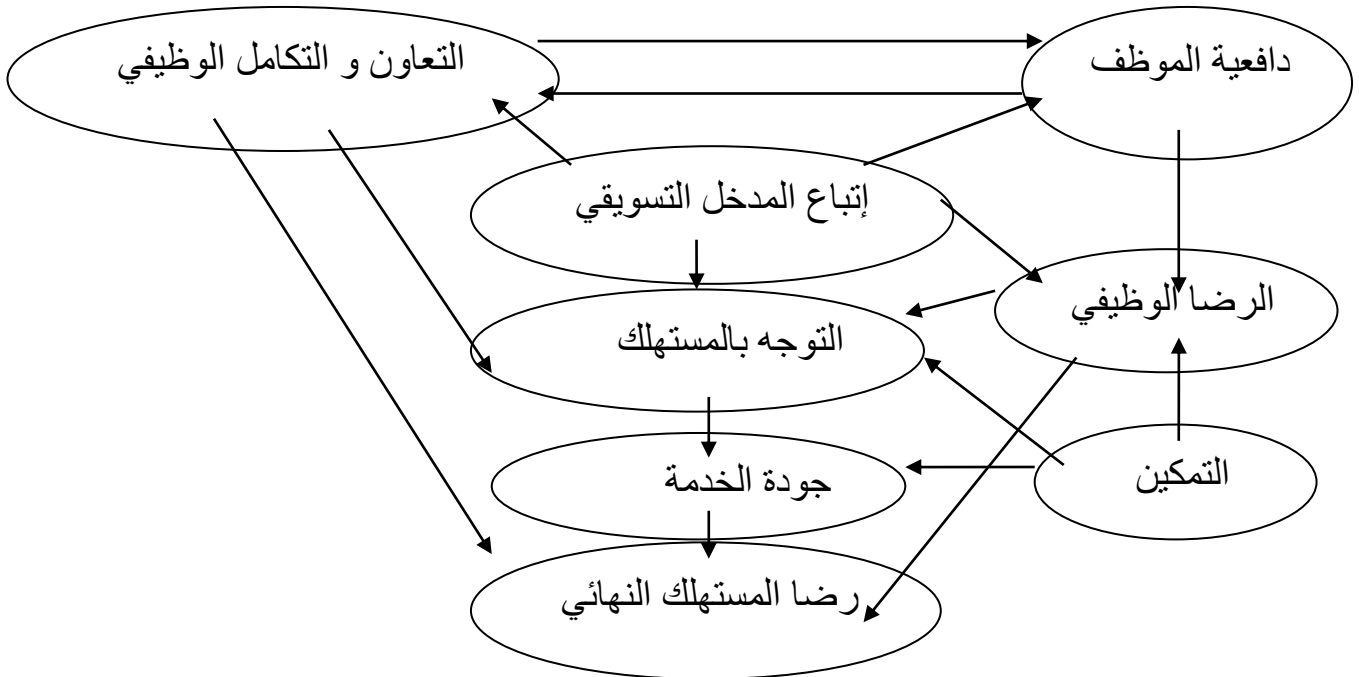 دافعية الموظف
التعاون و التكامل الوظيفي
إتباع المدخل التسويقي
الرضا الوظيفي
التوجه بالمستهلك
التمكين
جودة الخدمة
رضا المستهلك النهائي